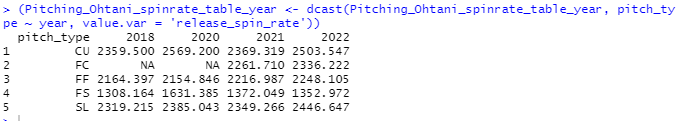 > (Pitching_Ohtani_spinrate_table_year <- dcast(Pitching_Ohtani_spinrate_table_year, pitch_ty
pe ~ year, value.var = 'release_spin_rate'))
  pitch_type     2018     2020     2021     2022
1         CU 2359.500 2569.200 2369.319 2503.547
2         FC       NA       NA 2261.710 2336.222
3         FF 2164.397 2154.846 2216.987 2248.105
4         FS 1308.164 1631.385 1372.049 1352.972
5         SL 2319.215 2385.043 2349.266 2446.647
>